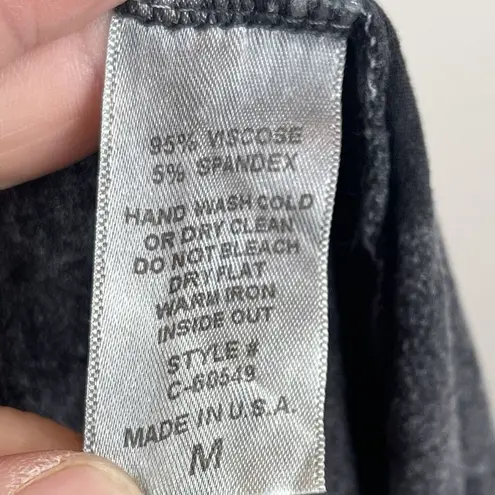 95% VISCOSE
5% SPANDEX
HAND WASH COLD
OR DRY CLEAN
DO NOT BLEACH
DRY FLAT
WARM IRON
INSIDE OUT
STYLE #
C-60549
MADE IN U.S.A.
M